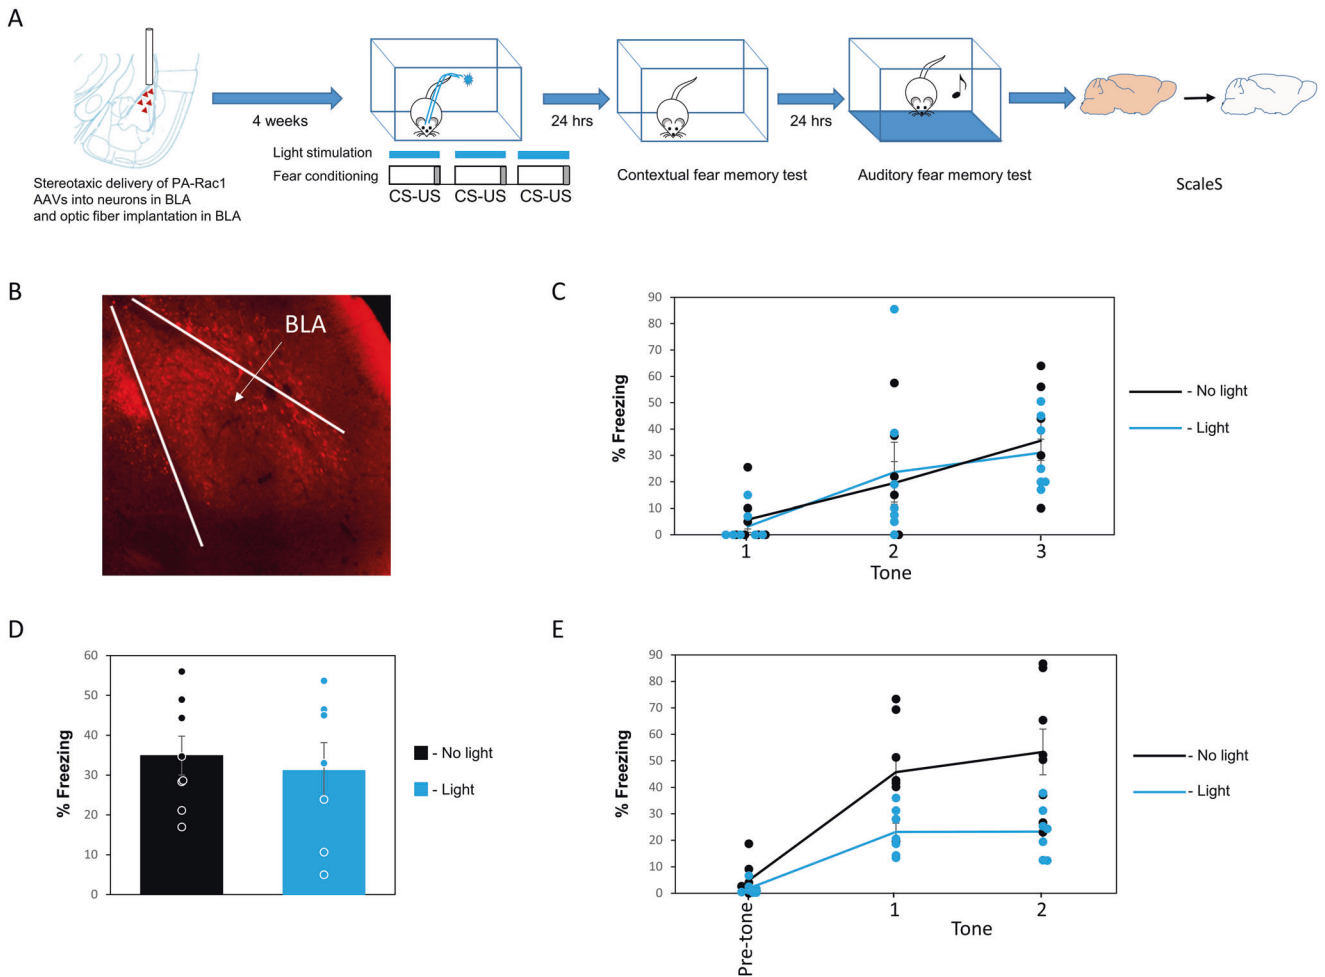 A
4 weeks
24 hrs
24 hrs
Light stimulation
Fear conditioning
CS-US CS-US CS-US
Stereotaxic delivery of PA-Rac1
AAVs into neurons in BLA
and optic fiber implantation in BLA
Contextual fear memory test
Auditory fear memory test
ScaleS
B
BLA
C
% Freezing
90
80
70
60
50
40
30
20
10
0
1 2 3
Tone
- No light
- Light
D
% Freezing
60
50
40
30
20
10
0
- No light
- Light
E
% Freezing
90
80
70
60
50
40
30
20
10
0
Pre-tone 1 2
Tone
- No light
- Light